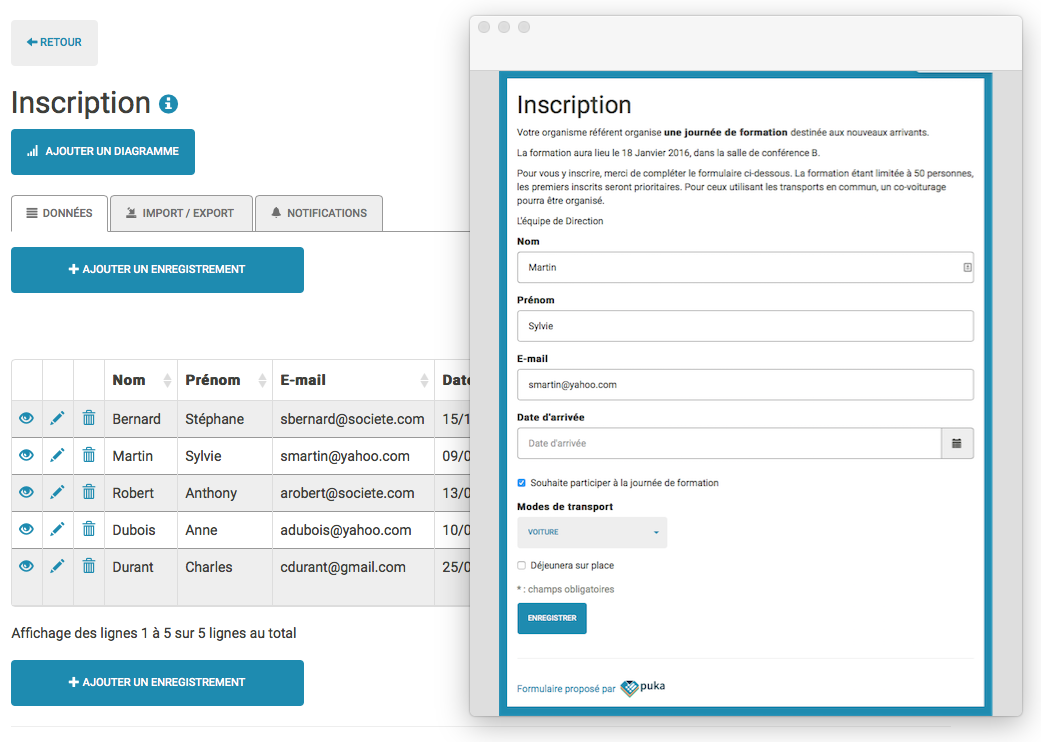 RETOUR
Inscription
AJOUTER UN DIAGRAMME
DONNÉES
IMPORT / EXPORT
NOTIFICATIONS
AJOUTER UN ENREGISTREMENT
Nom Prénom E-mail Date
Bernard Stéphane sbernard@societe.com 15/1
Martin Sylvie smartin@yahoo.com 09/0
Robert Anthony arobert@societe.com 13/0
Dubois Anne adubois@yahoo.com 10/0
Durant Charles cdurant@gmail.com 25/0
Affichage des lignes 1 à 5 sur 5 lignes au total
AJOUTER UN ENREGISTREMENT
Inscription
Votre organisme référent organise une journée de formation destinée aux nouveaux arrivants.
La formation aura lieu le 18 Janvier 2016, dans la salle de conférence B.
Pour vous y inscrire, merci de compléter le formulaire ci-dessous. La formation étant limitée à 50 personnes,
les premiers inscrits seront prioritaires. Pour ceux utilisant les transports en commun, un co-voiturage
pourra être organisé.
L'équipe de Direction
Nom
Martin
Prénom
Sylvie
E-mail
smartin@yahoo.com
Date d'arrivée
Date d'arrivée
Souhaite participer à la journée de formation
Modes de transport
VOITURE
Déjeunera sur place
* : champs obligatoires
ENREGISTRER
Formulaire proposé par puka